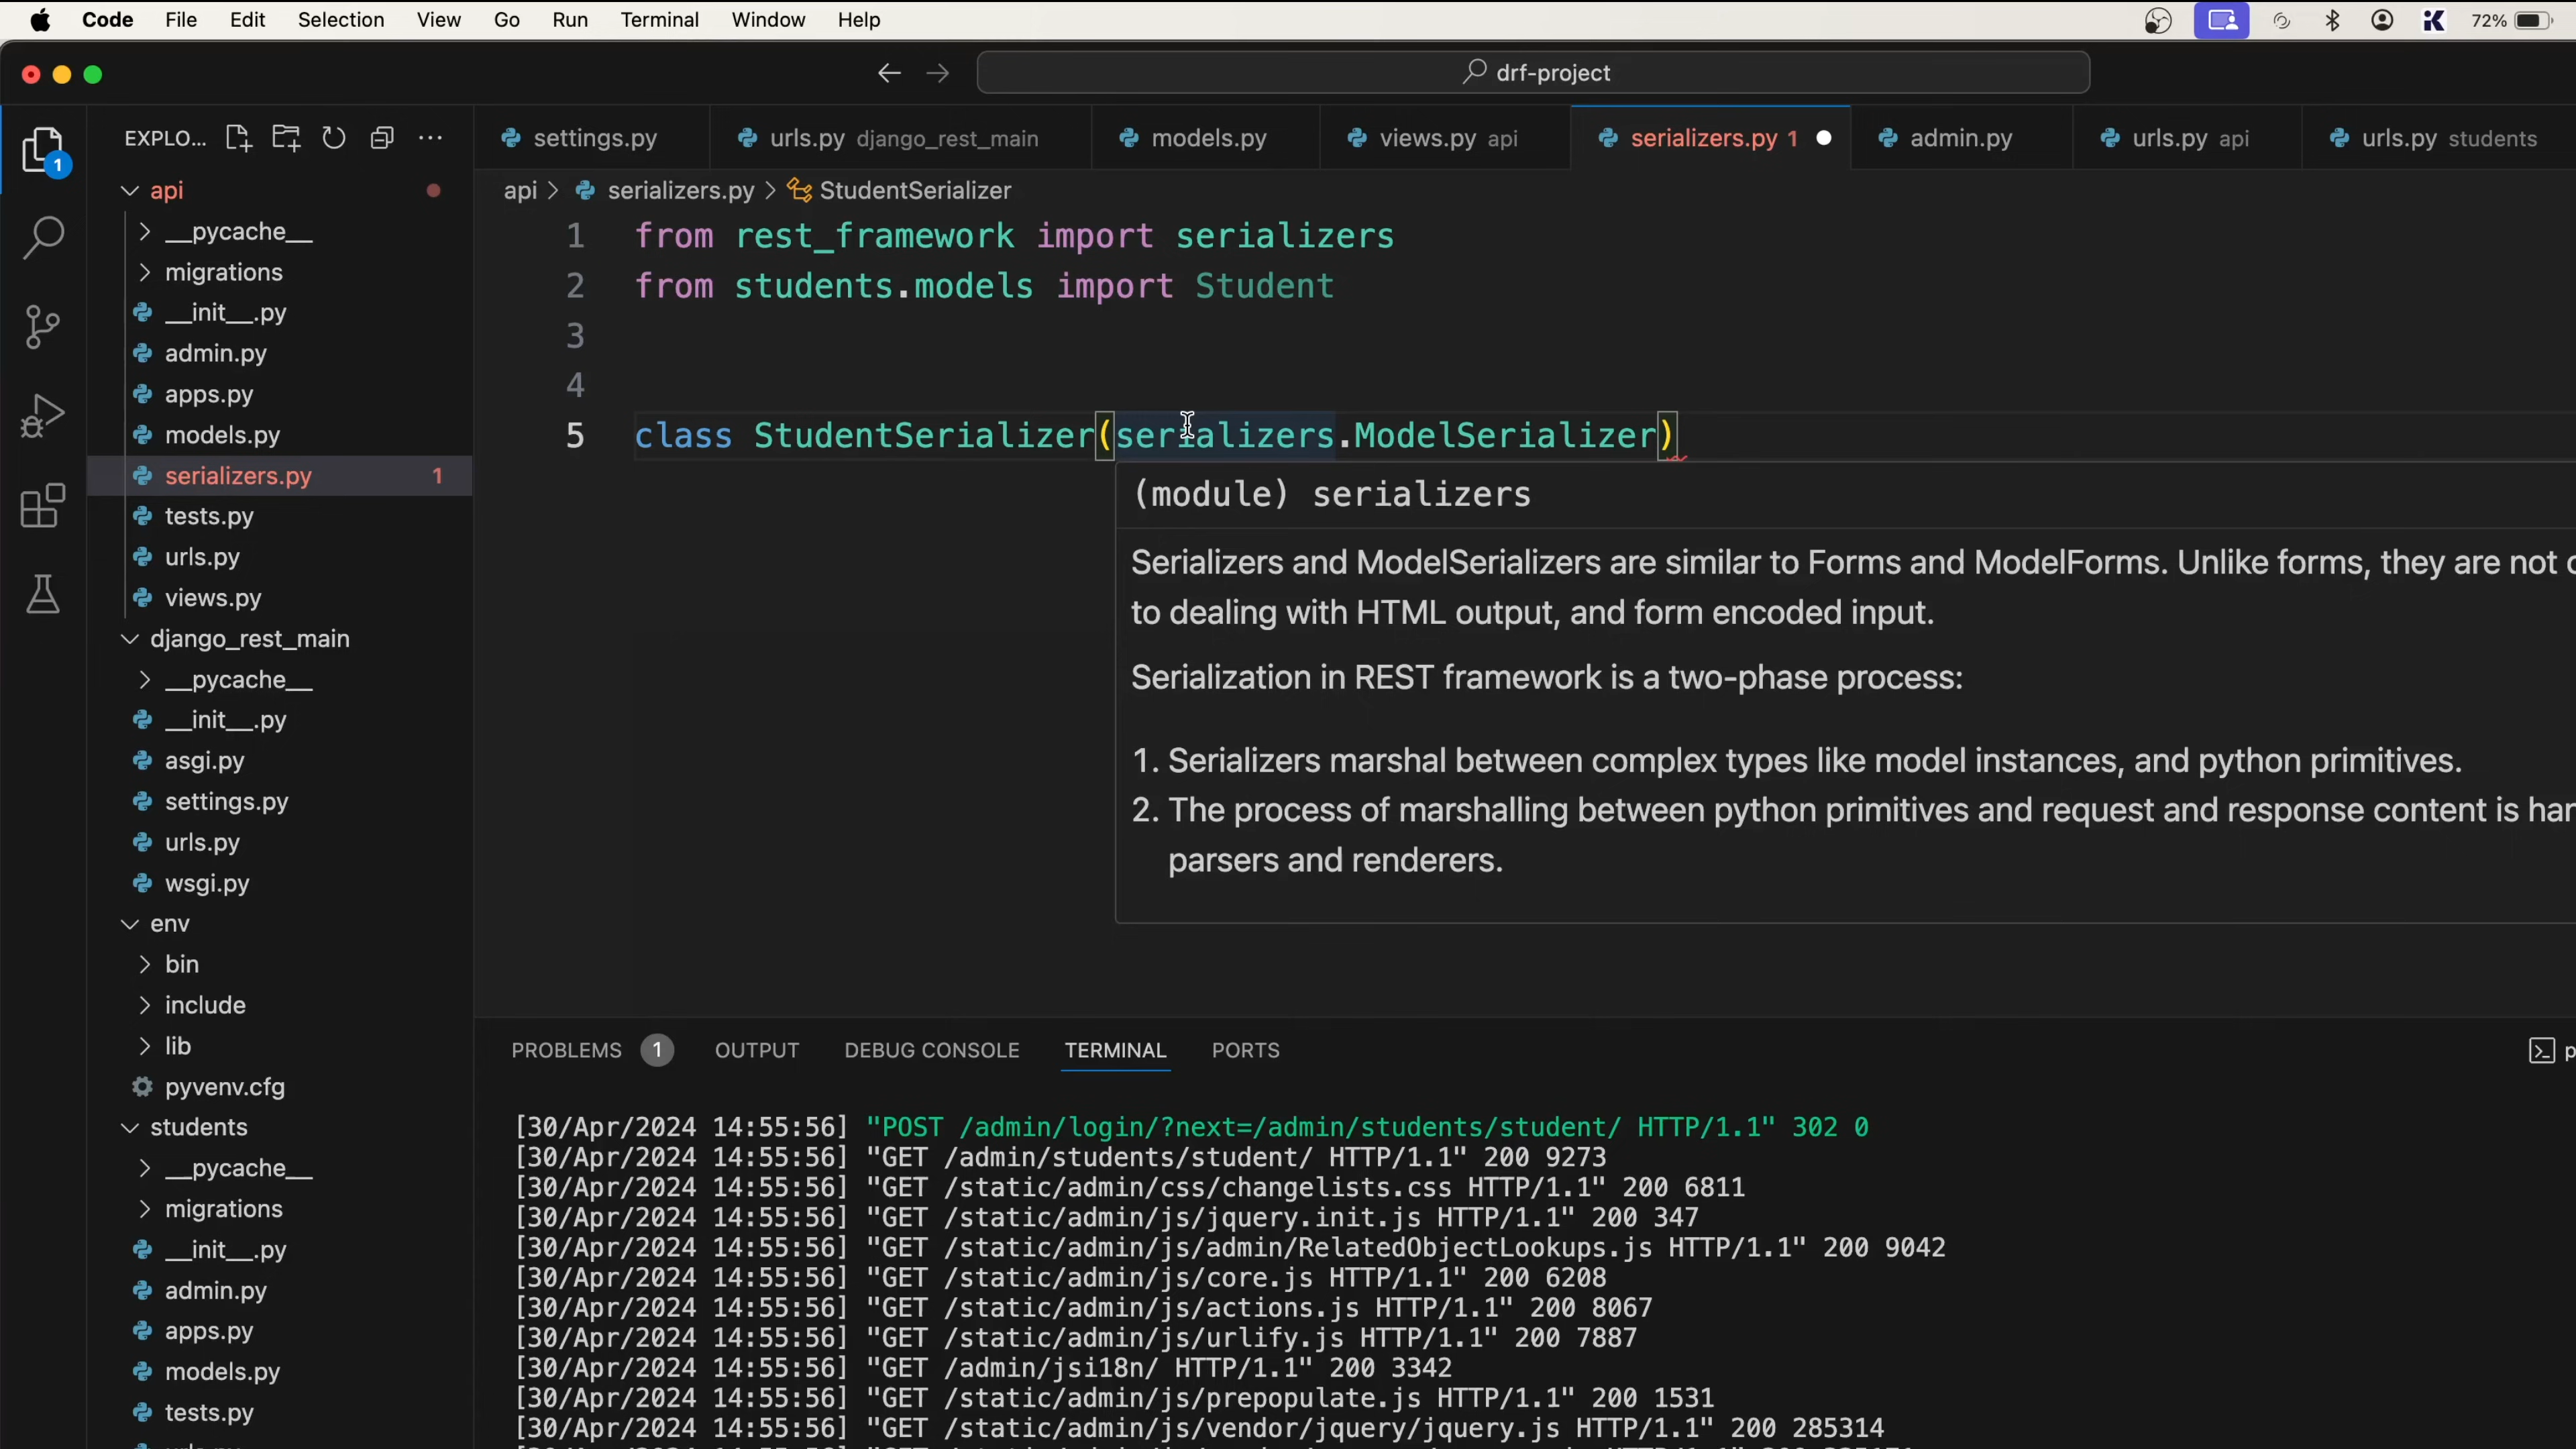 Code File Edit Selection View Go Run Terminal Window Help 72%
drf-project
EXPLO...
settings.py urls.py django_rest_main models.py views.py api serializers.py 1 admin.py urls.py api urls.py students
api > serializers.py > StudentSerializer
1
api
__pycache__
migrations
__init__.py
admin.py
apps.py
models.py
serializers.py 1
tests.py
urls.py
views.py
django_rest_main
__pycache__
__init__.py
asgi.py
settings.py
urls.py
wsgi.py
env
bin
include
lib
pyvenv.cfg
students
__pycache__
migrations
__init__.py
admin.py
apps.py
models.py
tests.py
1 from rest_framework import serializers
2 from students.models import Student
3
4
5 class StudentSerializer(serializers.ModelSerializer)
(module) serializers
Serializers and ModelSerializers are similar to Forms and ModelForms. Unlike forms, they are not
to dealing with HTML output, and form encoded input.
Serialization in REST framework is a two-phase process:
1. Serializers marshal between complex types like model instances, and python primitives.
2. The process of marshalling between python primitives and request and response content is
parsers and renderers.
PROBLEMS 1 OUTPUT DEBUG CONSOLE TERMINAL PORTS
[30/Apr/2024 14:55:56] "POST /admin/login/?next=/admin/students/student/ HTTP/1.1" 302 0
[30/Apr/2024 14:55:56] "GET /admin/students/student/ HTTP/1.1" 200 9273
[30/Apr/2024 14:55:56] "GET /static/admin/css/changelists.css HTTP/1.1" 200 6811
[30/Apr/2024 14:55:56] "GET /static/admin/js/jquery.init.js HTTP/1.1" 200 347
[30/Apr/2024 14:55:56] "GET /static/admin/js/admin/RelatedObjectLookups.js HTTP/1.1" 200 9042
[30/Apr/2024 14:55:56] "GET /static/admin/js/core.js HTTP/1.1" 200 6208
[30/Apr/2024 14:55:56] "GET /static/admin/js/actions.js HTTP/1.1" 200 8067
[30/Apr/2024 14:55:56] "GET /static/admin/js/urlify.js HTTP/1.1" 200 7887
[30/Apr/2024 14:55:56] "GET /admin/jsi18n/ HTTP/1.1" 200 3342
[30/Apr/2024 14:55:56] "GET /static/admin/js/prepopulate.js HTTP/1.1" 200 1531
[30/Apr/2024 14:55:56] "GET /static/admin/js/vendor/jquery/jquery.js HTTP/1.1" 200 285314